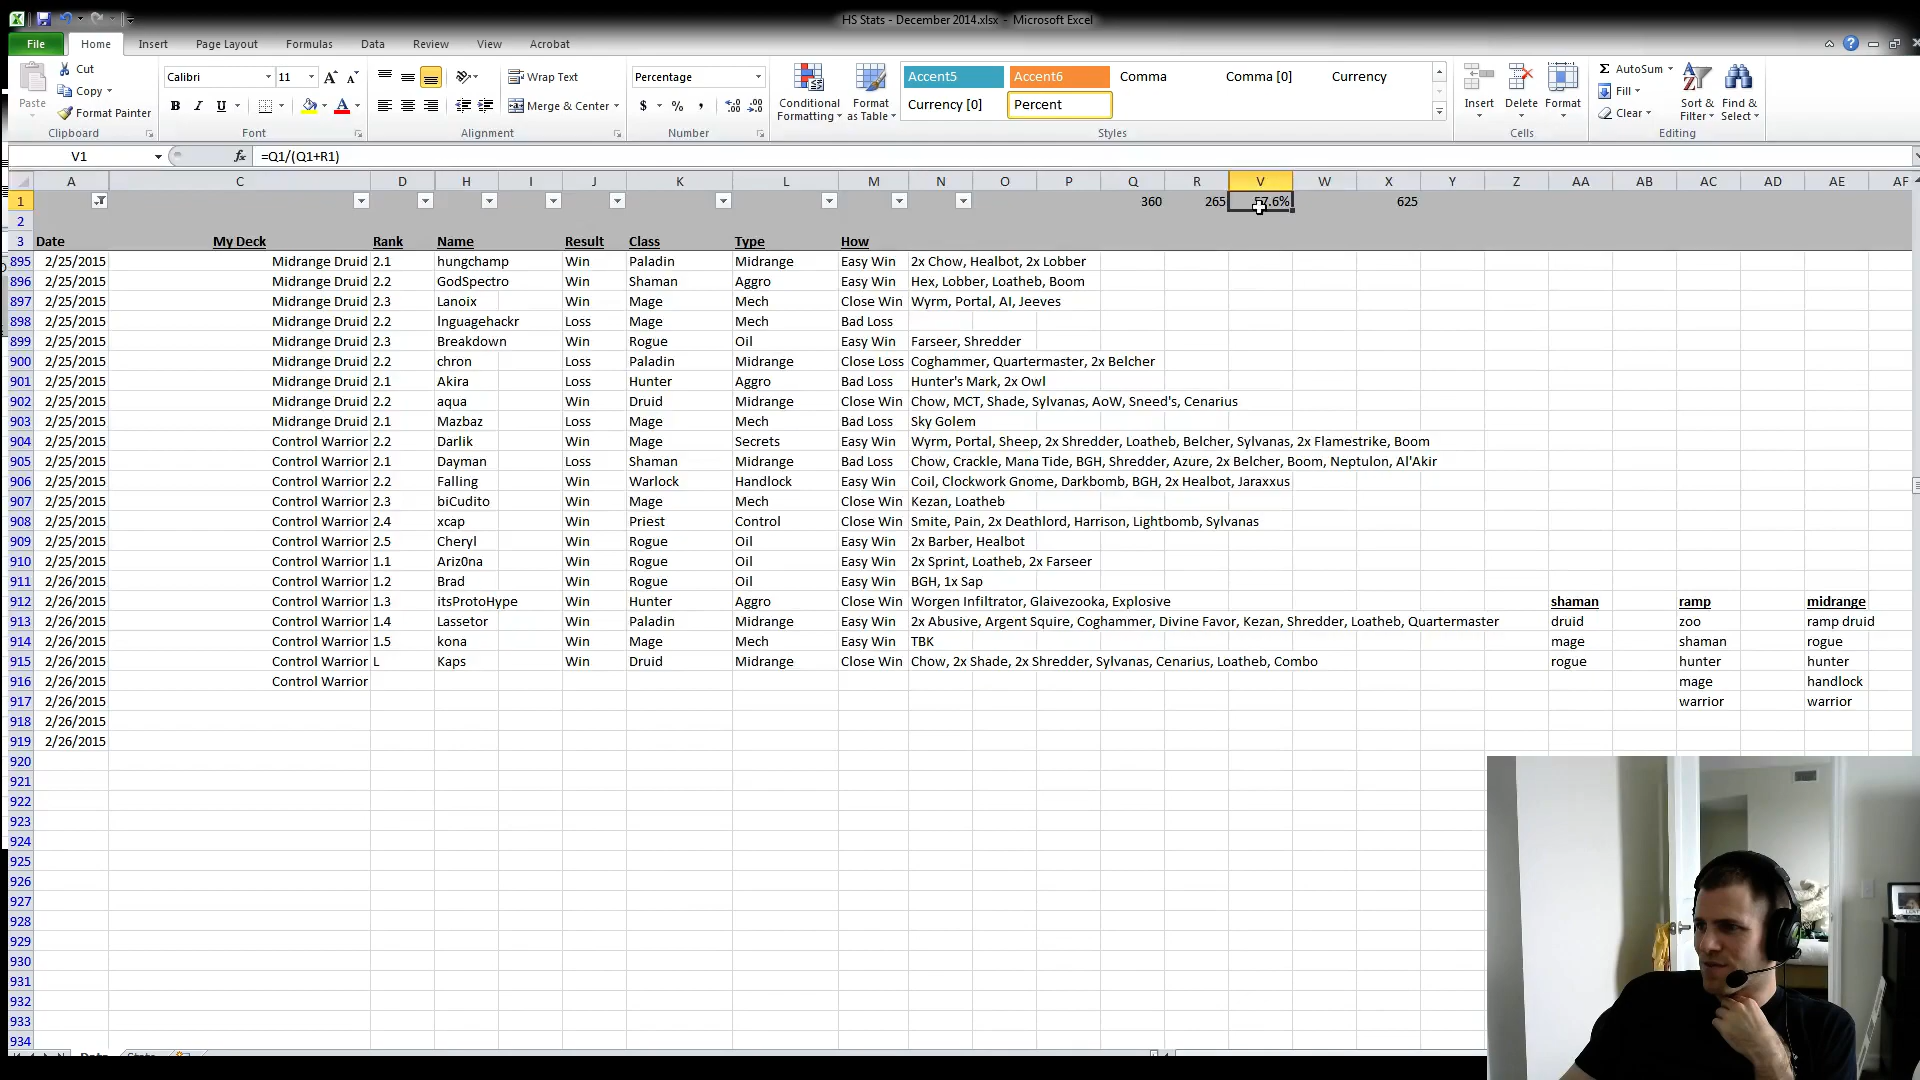 HS Stats - December 2014.xlsx - Microsoft Excel
File Home Insert Page Layout Formulas Data Review View Acrobat
Paste Cut Copy Format Painter Clipboard
Calibri 11 B I U Font
Wrap Text Merge & Center Alignment
Percentage $ % , Number
Conditional Formatting Format as Table
Accent5 Accent6 Comma Comma [0] Currency
Currency [0] Percent Styles
Insert Delete Format Cells
AutoSum Fill Clear Sort & Filter Find & Select Editing
V1 fx =Q1/(Q1+R1)
A C D H I J K L M N O P Q R V W X Y Z AA AB AC AD AE AF
1 360 265 7.6% 625
2
3 Date My Deck Rank Name Result Class Type How
895 2/25/2015 Midrange Druid 2.1 hungchamp Win Paladin Midrange Easy Win 2x Chow, Healbot, 2x Lobber
896 2/25/2015 Midrange Druid 2.2 GodSpectro Win Shaman Aggro Easy Win Hex, Lobber, Loatheb, Boom
897 2/25/2015 Midrange Druid 2.3 Lanoix Win Mage Mech Close Win Wyrm, Portal, AI, Jeeves
898 2/25/2015 Midrange Druid 2.2 lnguagehackr Loss Mage Mech Bad Loss
899 2/25/2015 Midrange Druid 2.3 Breakdown Win Rogue Oil Easy Win Farseer, Shredder
900 2/25/2015 Midrange Druid 2.2 chron Loss Paladin Midrange Close Loss Coghammer, Quartermaster, 2x Belcher
901 2/25/2015 Midrange Druid 2.1 Akira Loss Hunter Aggro Bad Loss Hunter's Mark, 2x Owl
902 2/25/2015 Midrange Druid 2.2 aqua Win Druid Midrange Close Win Chow, MCT, Shade, Sylvanas, AoW, Sneed's, Cenarius
903 2/25/2015 Midrange Druid 2.1 Mazbaz Loss Mage Mech Bad Loss Sky Golem
904 2/25/2015 Control Warrior 2.2 Darlik Win Mage Secrets Easy Win Wyrm, Portal, Sheep, 2x Shredder, Loatheb, Belcher, Sylvanas, 2x Flamestrike, Boom
905 2/25/2015 Control Warrior 2.1 Dayman Loss Shaman Midrange Bad Loss Chow, Crackle, Mana Tide, BGH, Shredder, Azure, 2x Belcher, Boom, Neptulon, Al'Akir
906 2/25/2015 Control Warrior 2.2 Falling Win Warlock Handlock Easy Win Coil, Clockwork Gnome, Darkbomb, BGH, 2x Healbot, Jaraxxus
907 2/25/2015 Control Warrior 2.3 biCudito Win Mage Mech Close Win Kezan, Loatheb
908 2/25/2015 Control Warrior 2.4 xcap Win Priest Control Close Win Smite, Pain, 2x Deathlord, Harrison, Lightbomb, Sylvanas
909 2/25/2015 Control Warrior 2.5 Cheryl Win Rogue Oil Easy Win 2x Barber, Healbot
910 2/25/2015 Control Warrior 1.1 Ariz0na Win Rogue Oil Easy Win 2x Sprint, Loatheb, 2x Farseer
911 2/26/2015 Control Warrior 1.2 Brad Win Rogue Oil Easy Win BGH, 1x Sap
912 2/26/2015 Control Warrior 1.3 itsProtoHype Win Hunter Aggro Close Win Worgen Infiltrator, Glaivezooka, Explosive shaman ramp midrange
913 2/26/2015 Control Warrior 1.4 Lassetor Win Paladin Midrange Easy Win 2x Abusive, Argent Squire, Coghammer, Divine Favor, Kezan, Shredder, Loatheb, Quartermaster druid zoo ramp druid
914 2/26/2015 Control Warrior 1.5 kona Win Mage Mech Easy Win TBK mage shaman rogue
915 2/26/2015 Control Warrior L Kaps Win Druid Midrange Close Win Chow, 2x Shade, 2x Shredder, Sylvanas, Cenarius, Loatheb, Combo rogue hunter hunter
916 2/26/2015 Control Warrior mage handlock
917 2/26/2015 warrior warrior
918 2/26/2015
919 2/26/2015
920
921
922
923
924
925
926
927
928
929
930
931
932
933
934